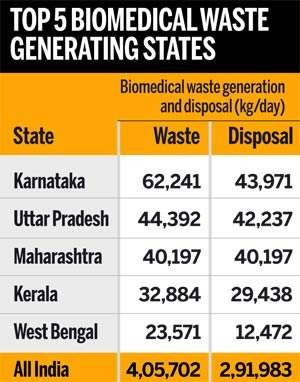 TOP 5 BIOMEDICAL WASTE
GENERATING STATES
Biomedical waste generation
and disposal (kg/day)
State Waste Disposal
Karnataka 62,241 43,971
Uttar Pradesh 44,392 42,237
Maharashtra 40,197 40,197
Kerala 32,884 29,438
West Bengal 23,571 12,472
All India 4,05,702 2,91,983